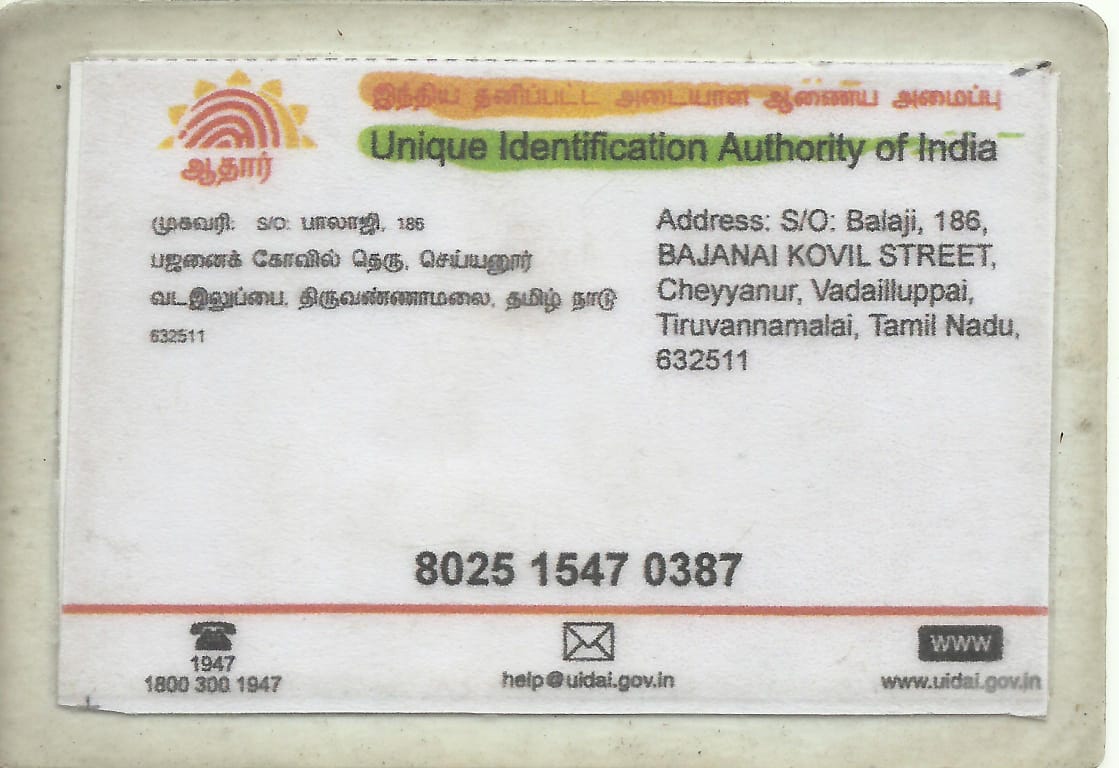 இந்திய தனிப்பட்ட அடையாள ஆணைய அமைப்பு
Unique Identification Authority of India
ஆதார்
முகவரி: S/O: பாலாஜி, 186
பஜனைக் கோவில் தெரு, செய்யனூர்
வடஇலுப்பை, திருவண்ணாமலை, தமிழ் நாடு
632511
Address: S/O: Balaji, 186,
BAJANAI KOVIL STREET,
Cheyyanur, Vadailluppai,
Tiruvannamalai, Tamil Nadu,
632511
8025 1547 0387
1947
1800 300 1947
help@uidai.gov.in
WWW
www.uidai.gov.in